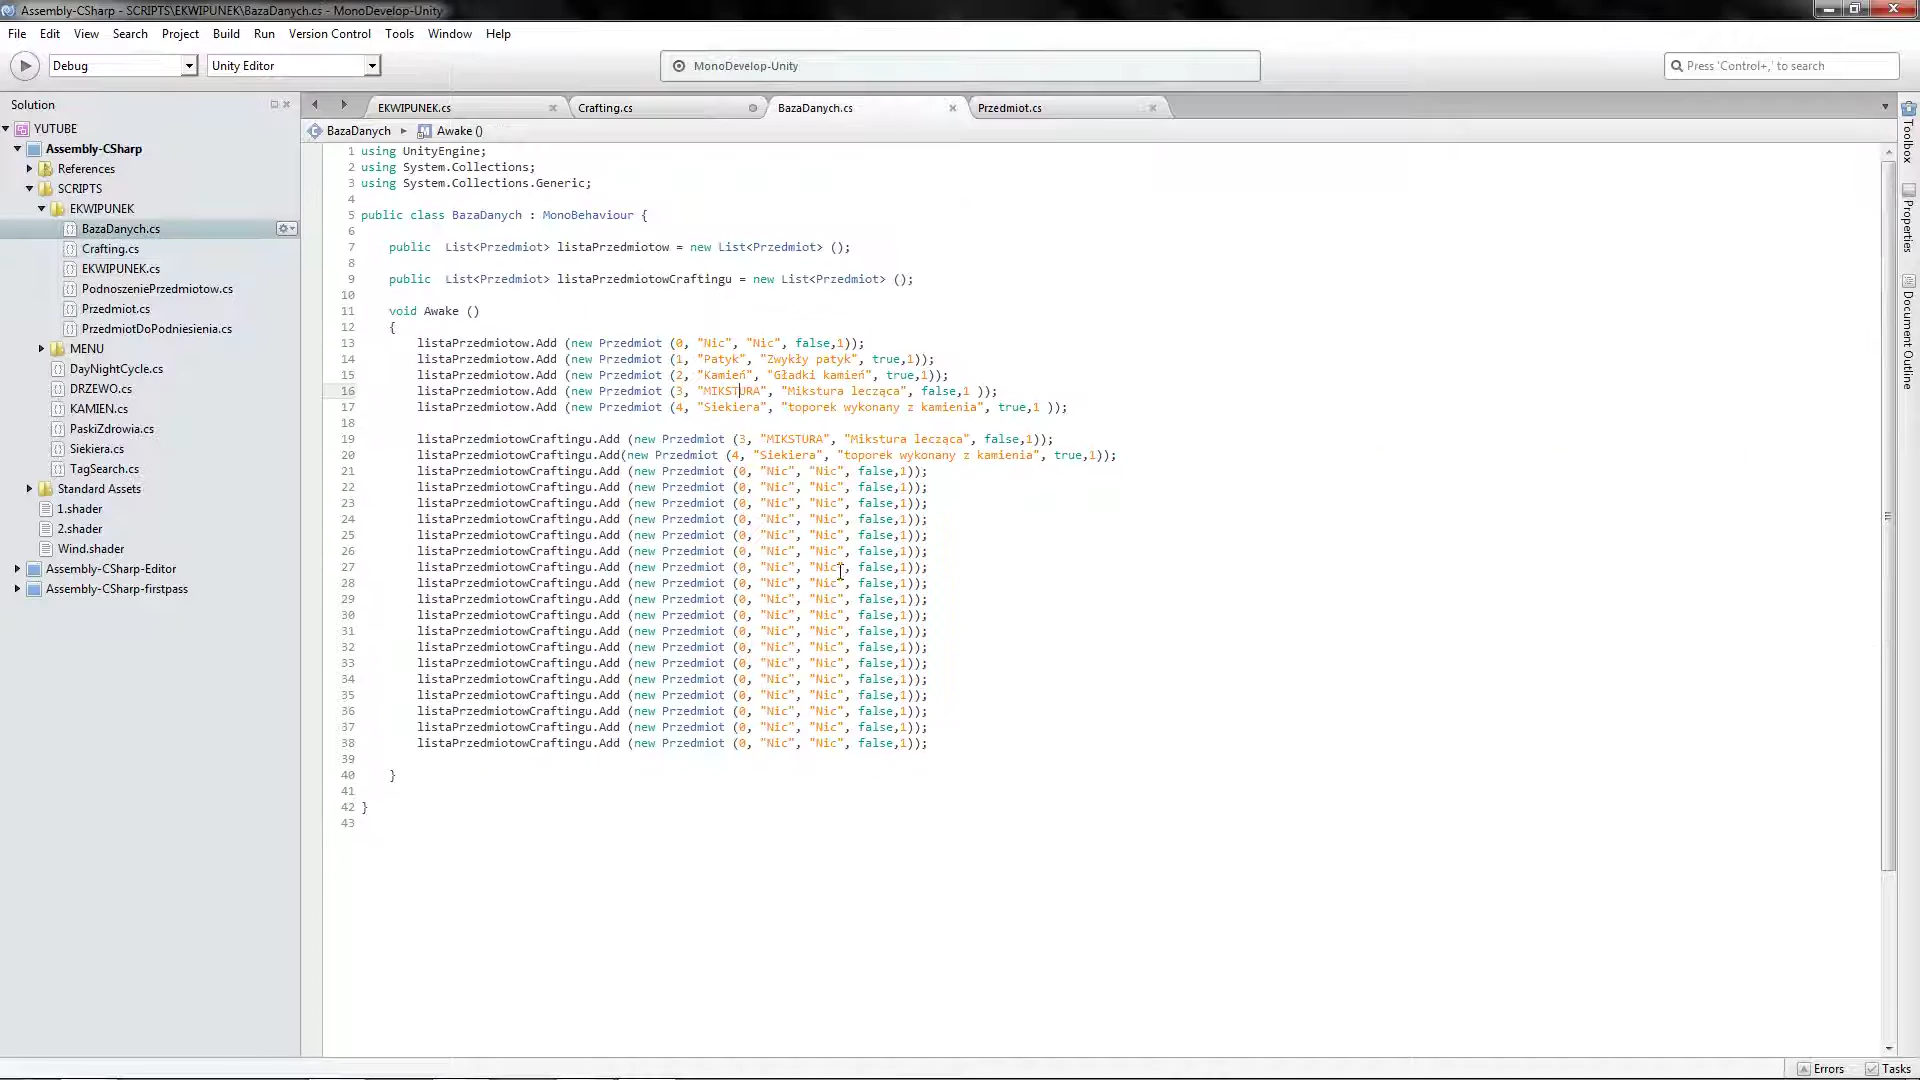 Assembly-CSharp - SCRIPTS\EKWIPUNEK\BazaDanych.cs - MonoDevelop-Unity
File Edit View Search Project Build Run Version Control Tools Window Help
Debug Unity Editor MonoDevelop-Unity Press 'Control+,' to search
Solution
YUTUBE
Assembly-CSharp
References
SCRIPTS
EKWIPUNEK
BazaDanych.cs
Crafting.cs
EKWIPUNEK.cs
PodnoszeniePrzedmiotow.cs
Przedmiot.cs
PrzedmiotDoPodniesienia.cs
MENU
DayNightCycle.cs
DRZEWO.cs
KAMIEN.cs
PaskiZdrowia.cs
Siekiera.cs
TagSearch.cs
Standard Assets
1.shader
2.shader
Wind.shader
Assembly-CSharp-Editor
Assembly-CSharp-firstpass
EKWIPUNEK.cs Crafting.cs BazaDanych.cs Przedmiot.cs
BazaDanych Awake ()
1 using UnityEngine;
2 using System.Collections;
3 using System.Collections.Generic;
4
5 public class BazaDanych : MonoBehaviour {
6
7 public List<Przedmiot> listaPrzedmiotow = new List<Przedmiot> ();
8
9 public List<Przedmiot> listaPrzedmiotowCraftingu = new List<Przedmiot> ();
10
11 void Awake ()
12 {
13 listaPrzedmiotow.Add (new Przedmiot (0, "Nic", "Nic", false,1));
14 listaPrzedmiotow.Add (new Przedmiot (1, "Patyk", "Zwykły patyk", true,1));
15 listaPrzedmiotow.Add (new Przedmiot (2, "Kamień", "Gładki kamień", true,1));
16 listaPrzedmiotow.Add (new Przedmiot (3, "MIKSTURA", "Mikstura lecząca", false,1 ));
17 listaPrzedmiotow.Add (new Przedmiot (4, "Siekiera", "toporek wykonany z kamienia", true,1 ));
18
19 listaPrzedmiotowCraftingu.Add (new Przedmiot (3, "MIKSTURA", "Mikstura lecząca", false,1));
20 listaPrzedmiotowCraftingu.Add(new Przedmiot (4, "Siekiera", "toporek wykonany z kamienia", true,1));
21 listaPrzedmiotowCraftingu.Add (new Przedmiot (0, "Nic", "Nic", false,1));
22 listaPrzedmiotowCraftingu.Add (new Przedmiot (0, "Nic", "Nic", false,1));
23 listaPrzedmiotowCraftingu.Add (new Przedmiot (0, "Nic", "Nic", false,1));
24 listaPrzedmiotowCraftingu.Add (new Przedmiot (0, "Nic", "Nic", false,1));
25 listaPrzedmiotowCraftingu.Add (new Przedmiot (0, "Nic", "Nic", false,1));
26 listaPrzedmiotowCraftingu.Add (new Przedmiot (0, "Nic", "Nic", false,1));
27 listaPrzedmiotowCraftingu.Add (new Przedmiot (0, "Nic", "Nic", false,1));
28 listaPrzedmiotowCraftingu.Add (new Przedmiot (0, "Nic", "Nic", false,1));
29 listaPrzedmiotowCraftingu.Add (new Przedmiot (0, "Nic", "Nic", false,1));
30 listaPrzedmiotowCraftingu.Add (new Przedmiot (0, "Nic", "Nic", false,1));
31 listaPrzedmiotowCraftingu.Add (new Przedmiot (0, "Nic", "Nic", false,1));
32 listaPrzedmiotowCraftingu.Add (new Przedmiot (0, "Nic", "Nic", false,1));
33 listaPrzedmiotowCraftingu.Add (new Przedmiot (0, "Nic", "Nic", false,1));
34 listaPrzedmiotowCraftingu.Add (new Przedmiot (0, "Nic", "Nic", false,1));
35 listaPrzedmiotowCraftingu.Add (new Przedmiot (0, "Nic", "Nic", false,1));
36 listaPrzedmiotowCraftingu.Add (new Przedmiot (0, "Nic", "Nic", false,1));
37 listaPrzedmiotowCraftingu.Add (new Przedmiot (0, "Nic", "Nic", false,1));
38 listaPrzedmiotowCraftingu.Add (new Przedmiot (0, "Nic", "Nic", false,1));
39
40 }
41
42 }
43
Toolbox
Properties
Document Outline
Errors Tasks